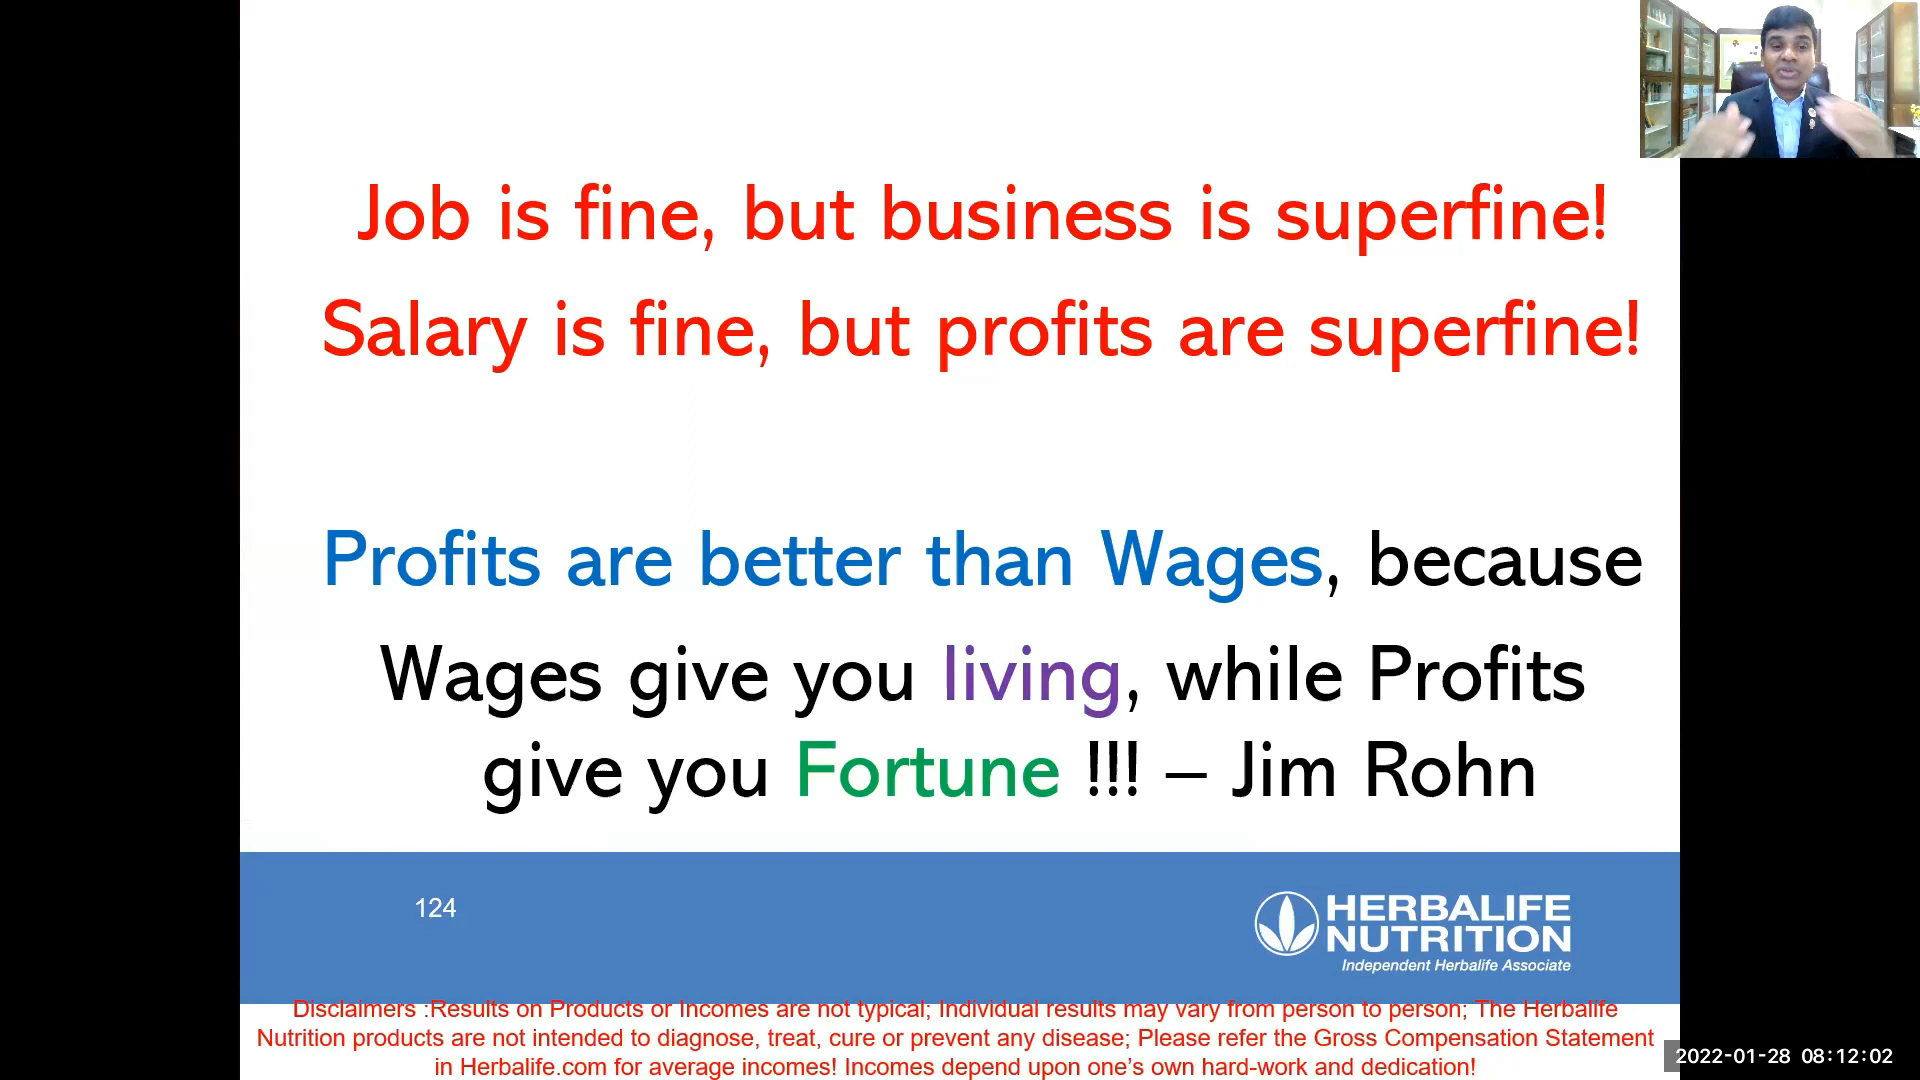 Job is fine, but business is superfine!
Salary is fine, but profits are superfine!
Profits are better than Wages, because
Wages give you living, while Profits
give you Fortune !!! – Jim Rohn
124
HERBALIFE
NUTRITION
Independent Herbalife Associate
Disclaimers :Results on Products or Incomes are not typical; Individual results may vary from person to person; The Herbalife
Nutrition products are not intended to diagnose, treat, cure or prevent any disease; Please refer the Gross Compensation Statement
in Herbalife.com for average incomes! Incomes depend upon one’s own hard-work and dedication!
2022-01-28 08:12:02